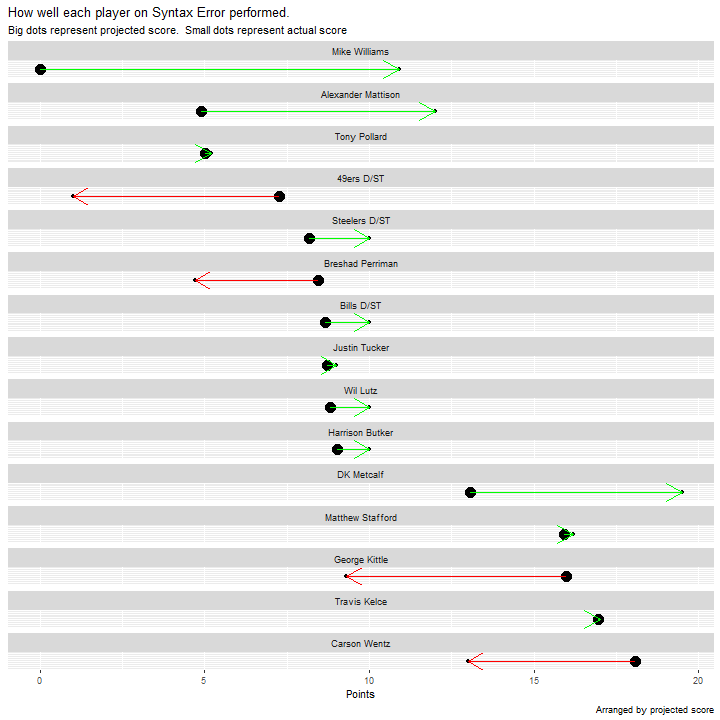 How well each player on Syntax Error performed.
Big dots represent projected score.  Small dots represent actual score
Mike Williams
Alexander Mattison
Tony Pollard
49ers D/ST
Steelers D/ST
Breshad Perriman
Bills D/ST
Justin Tucker
Wil Lutz
Harrison Butker
DK Metcalf
Matthew Stafford
George Kittle
Travis Kelce
Carson Wentz
0 5 10 15 20
Points
Arranged by projected score